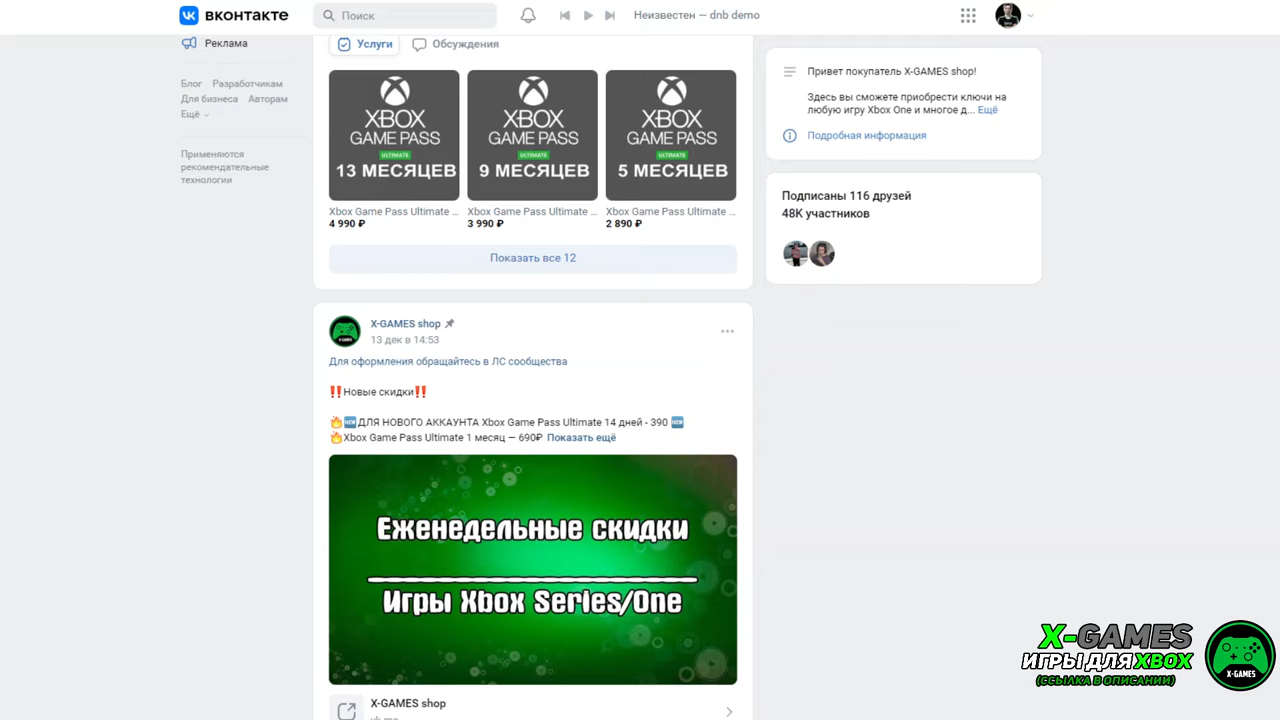 вконтакте
Поиск
Неизвестен — dnb demo
Реклама
Блог Разработчикам
Для бизнеса Авторам
Ещё
Применяются
рекомендательные
технологии
Услуги
Обсуждения
XBOX
GAME PASS
ULTIMATE
13 МЕСЯЦЕВ
XBOX
GAME PASS
ULTIMATE
9 МЕСЯЦЕВ
XBOX
GAME PASS
ULTIMATE
5 МЕСЯЦЕВ
Xbox Game Pass Ultimate ...
4 990 ₽
Xbox Game Pass Ultimate ...
3 990 ₽
Xbox Game Pass Ultimate ...
2 890 ₽
Показать все 12
X-GAMES shop
13 дек в 14:53
Для оформления обращайтесь в ЛС сообщества
‼️Новые скидки‼️
🔥🆕ДЛЯ НОВОГО АККАУНТА Xbox Game Pass Ultimate 14 дней - 390 🆕
🔥Xbox Game Pass Ultimate 1 месяц — 690₽ Показать ещё
Еженедельные скидки
Игры Xbox Series/One
X-GAMES shop
Привет покупатель X-GAMES shop!
Здесь вы сможете приобрести ключи на
любую игру Xbox One и многое д... Ещё
Подробная информация
Подписаны 116 друзей
48K участников
X-GAMES
ИГРЫ ДЛЯ XBOX
(ССЫЛКА В ОПИСАНИИ)
X-GAMES